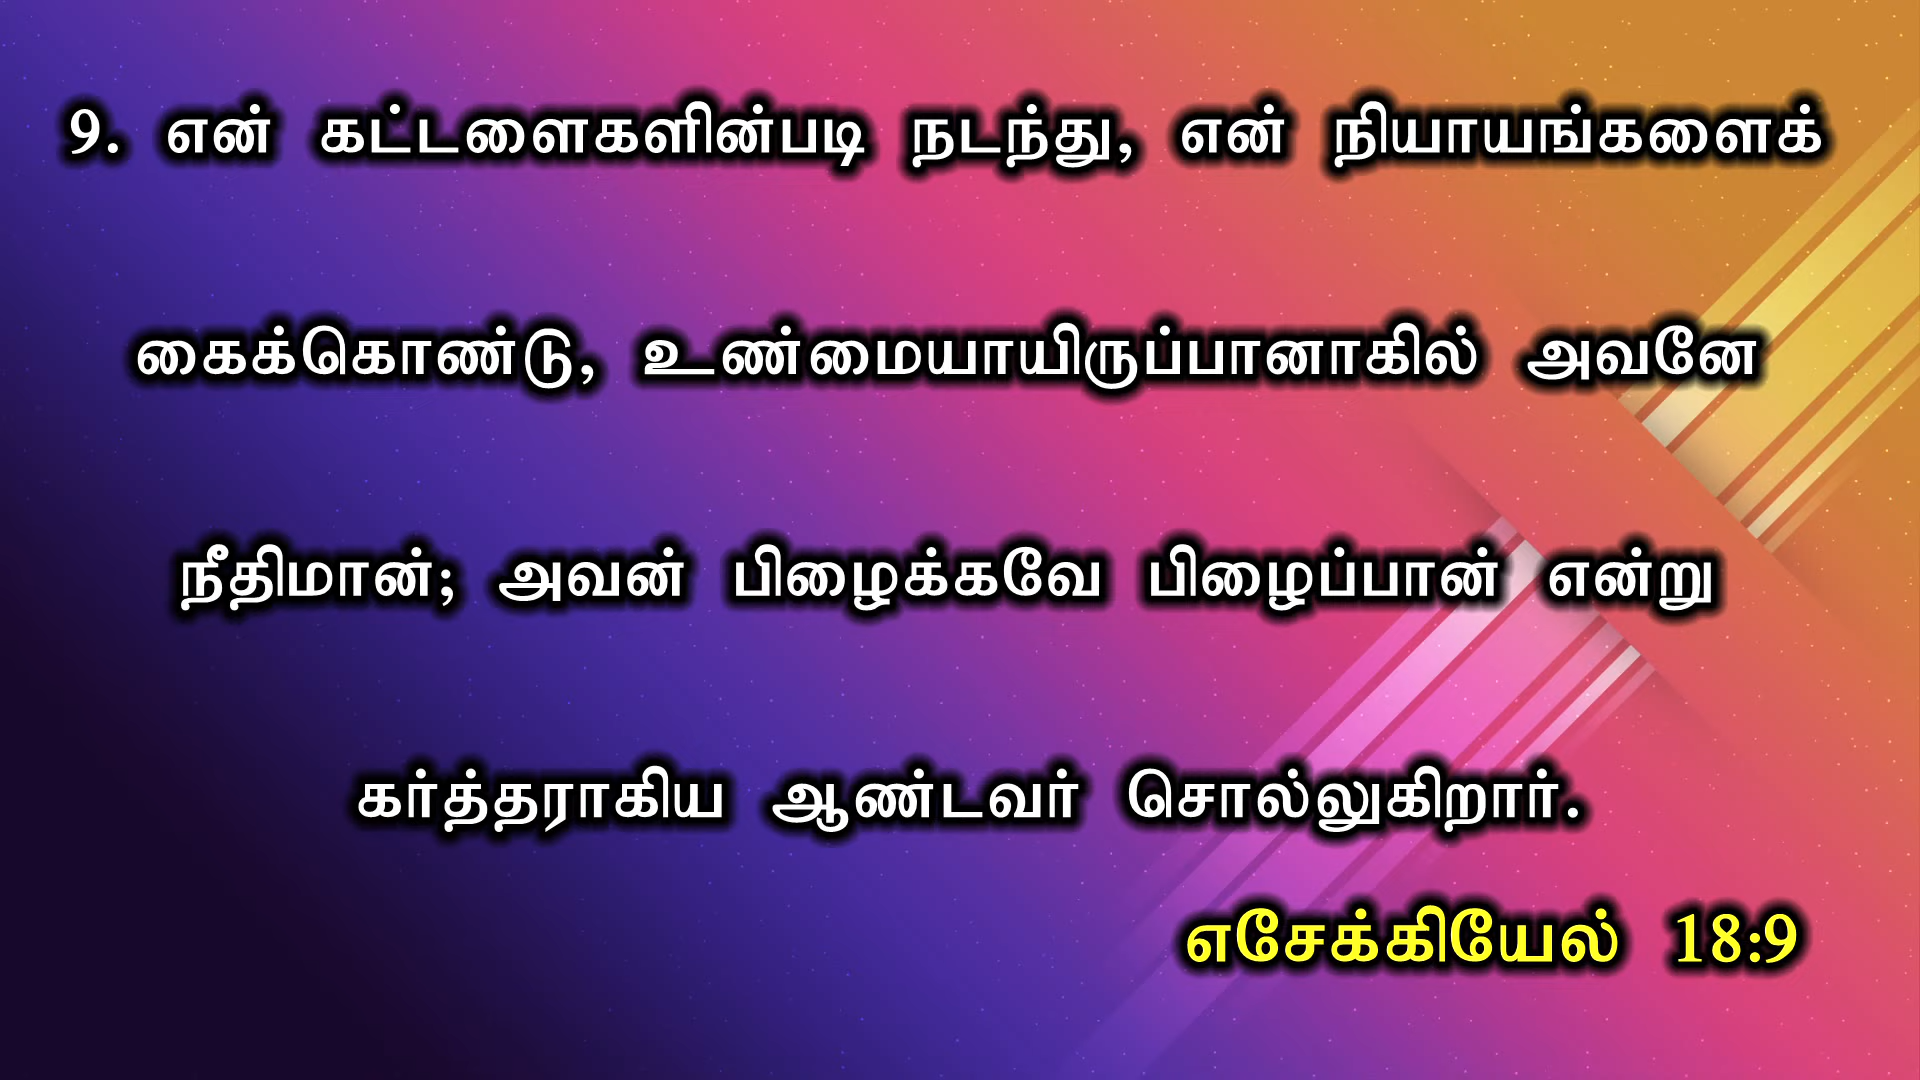 9. என் கட்டளைகளின்படி நடந்து, என் நியாயங்களைக்
கைக்கொண்டு, உண்மையாயிருப்பானாகில் அவனே
நீதிமான்; அவன் பிழைக்கவே பிழைப்பான் என்று
கர்த்தராகிய ஆண்டவர் சொல்லுகிறார்.
எசேக்கியேல் 18:9